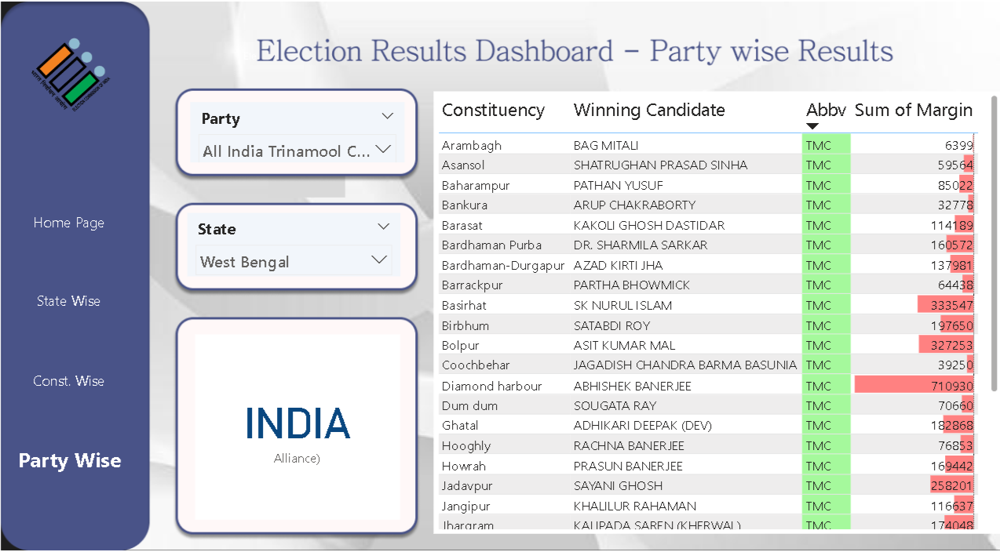 Election Results Dashboard - Party wise Results
ELECTION COMMISSION OF INDIA
Home Page
State Wise
Const. Wise
Party Wise
Party
All India Trinamool C...
State
West Bengal
INDIA
Alliance)
Constituency Winning Candidate Abbv Sum of Margin
Arambagh BAG MITALI TMC 6399
Asansol SHATRUGHAN PRASAD SINHA TMC 59564
Baharampur PATHAN YUSUF TMC 85022
Bankura ARUP CHAKRABORTY TMC 32778
Barasat KAKOLI GHOSH DASTIDAR TMC 114189
Bardhaman Purba DR. SHARMILA SARKAR TMC 160572
Bardhaman-Durgapur AZAD KIRTI JHA TMC 137981
Barrackpur PARTHA BHOWMICK TMC 64438
Basirhat SK NURUL ISLAM TMC 333547
Birbhum SATABDI ROY TMC 197650
Bolpur ASIT KUMAR MAL TMC 327253
Coochbehar JAGADISH CHANDRA BARMA BASUNIA TMC 39250
Diamond harbour ABHISHEK BANERJEE TMC 710930
Dum dum SOUGATA RAY TMC 70660
Ghatal ADHIKARI DEEPAK (DEV) TMC 182868
Hooghly RACHNA BANERJEE TMC 76853
Howrah PRASUN BANERJEE TMC 169442
Jadavpur SAYANI GHOSH TMC 258201
Jangipur KHALILUR RAHAMAN TMC 116637
Jhargram KALIPADA SAREN (KHERWAL) TMC 174048